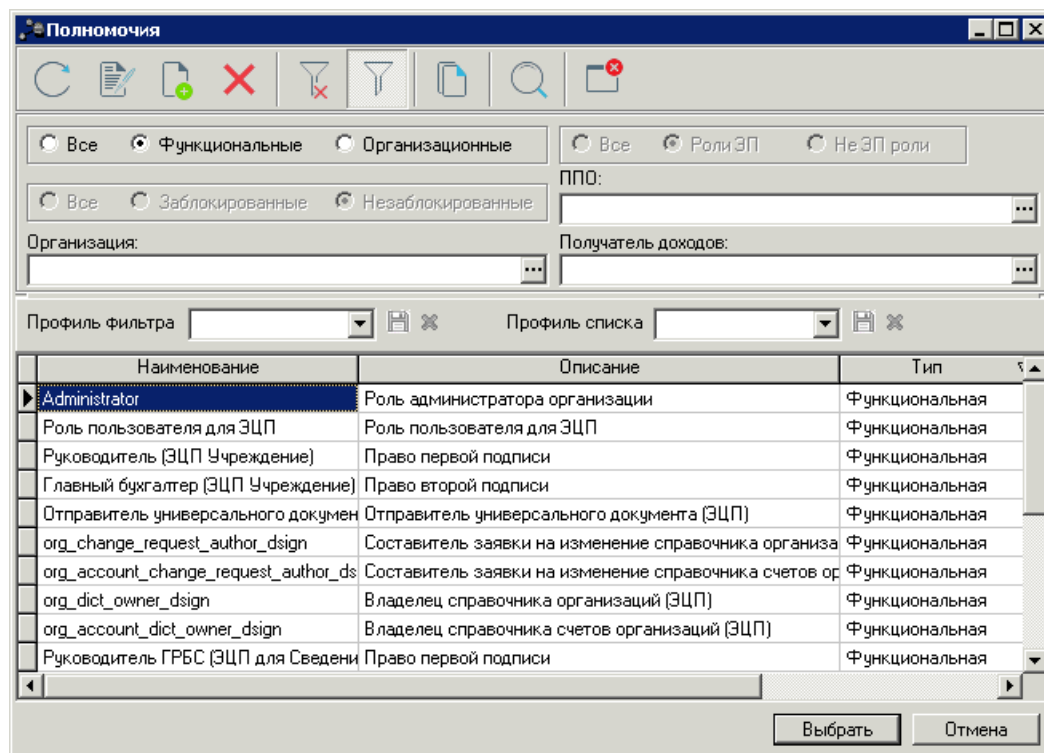 Полномочия
Все Функциональные Организационные
Все Роли ЭП Не ЭП роли
Все Заблокированные Незаблокированные
ППО:
Организация:
Получатель доходов:
Профиль фильтра Профиль списка
Наименование Описание Тип
Administrator Роль администратора организации Функциональная
Роль пользователя для ЭЦП Роль пользователя для ЭЦП Функциональная
Руководитель (ЭЦП Учреждение) Право первой подписи Функциональная
Главный бухгалтер (ЭЦП Учреждение) Право второй подписи Функциональная
Отправитель универсального докумен Отправитель универсального документа (ЭЦП) Функциональная
org_change_request_author_dsign Составитель заявки на изменение справочника организа Функциональная
org_account_change_request_author_ds Составитель заявки на изменение справочника счетов ор Функциональная
org_dict_owner_dsign Владелец справочника организаций (ЭЦП) Функциональная
org_account_dict_owner_dsign Владелец справочника счетов организаций (ЭЦП) Функциональная
Руководитель ГРБС (ЭЦП для Сведени Право первой подписи Функциональная
Выбрать Отмена